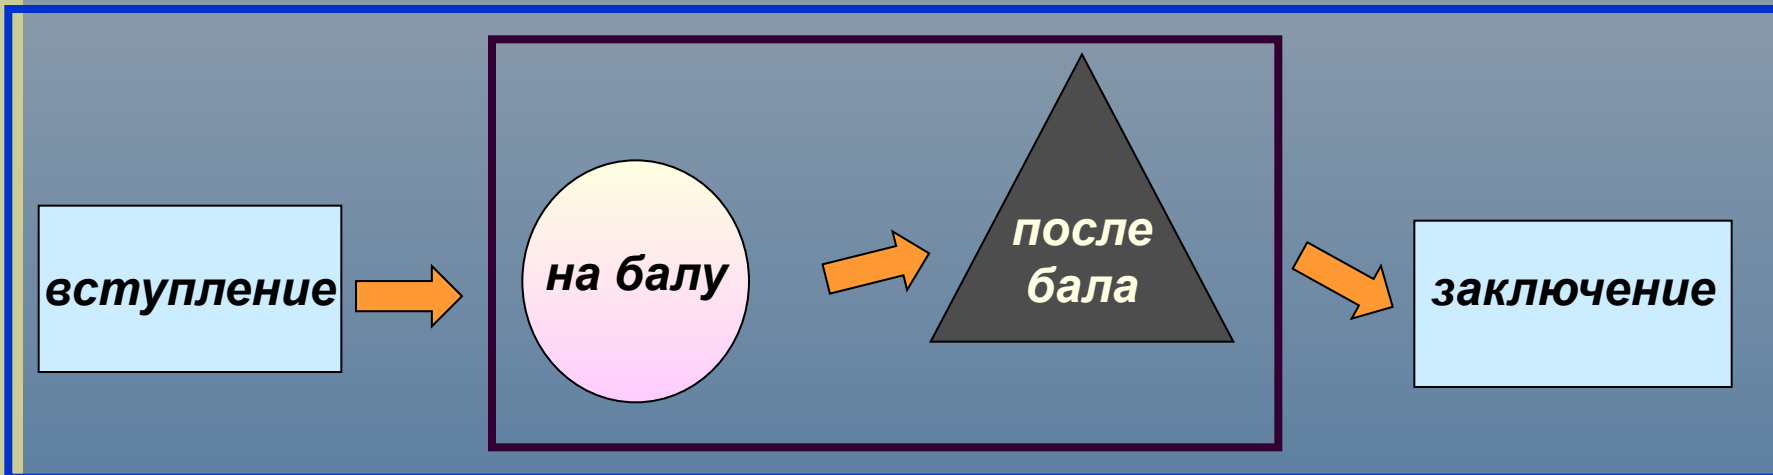 вступление
на балу
после
бала
заключение